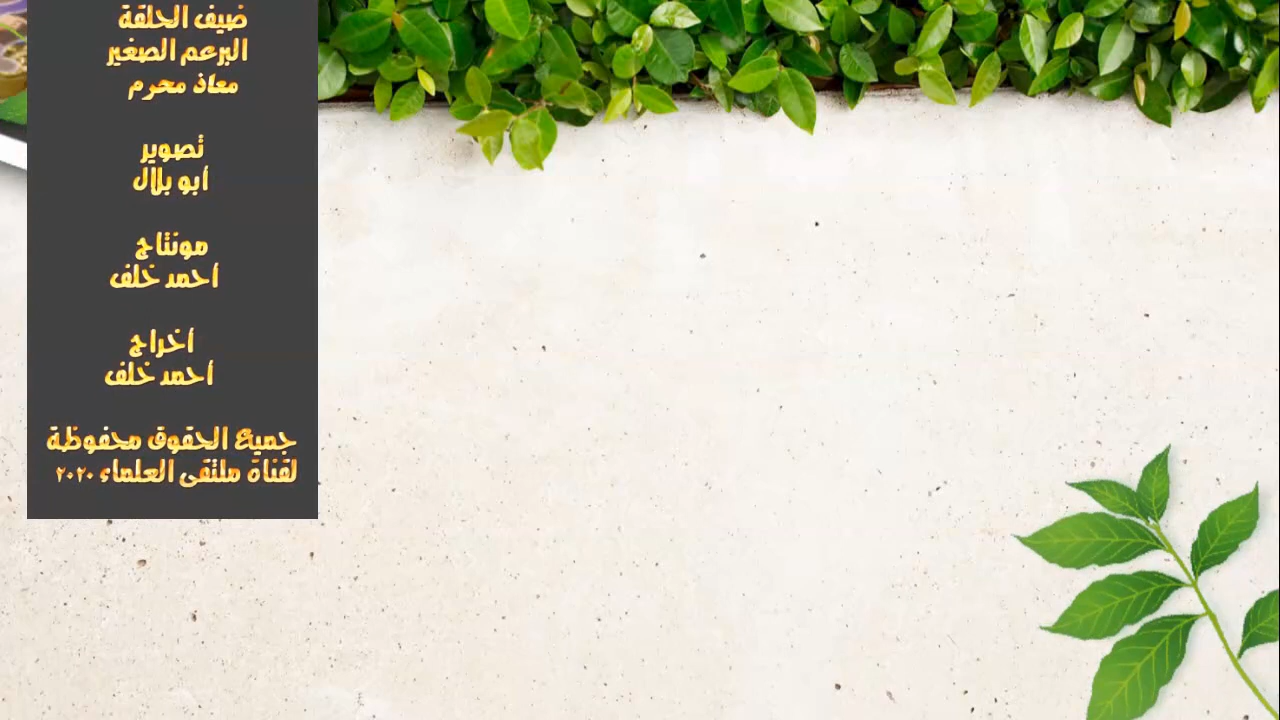 ضيف الحلقة
البرعم الصغير
معاذ محرم
تصوير
أبو بلال
مونتاج
أحمد خلف
أخراج
أحمد خلف
جميع الحقوق محفوظة
لقناة ملتقى العلماء ٢٠٢٠